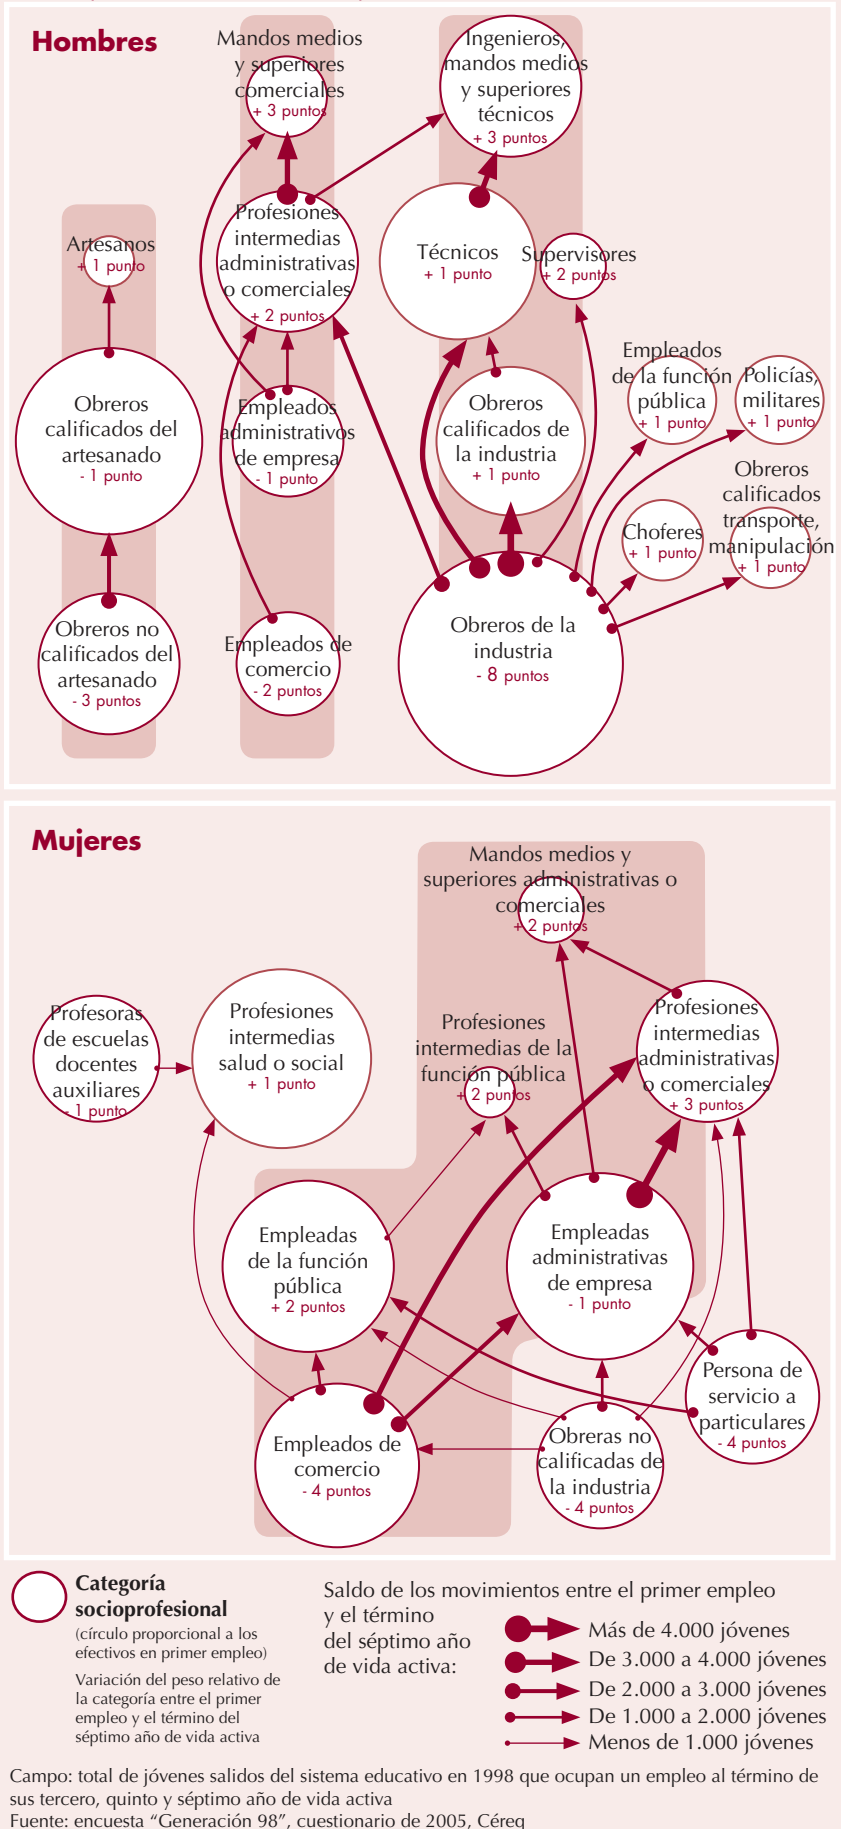 Hombres
Mandos medios
y superiores
comerciales
+ 3 puntos
Ingenieros,
mandos medios
y superiores
técnicos
+ 3 puntos
Artesanos
+ 1 punto
Profesiones
intermedias
administrativas
o comerciales
+ 2 puntos
Técnicos
+ 1 punto
Supervisores
+ 2 puntos
Empleados
de la función
pública
+ 1 punto
Policías,
militares
+ 1 punto
Obreros
calificados del
artesanado
- 1 punto
Empleados
administrativos
de empresa
- 1 punto
Obreros
calificados de
la industria
+ 1 punto
Choferes
+ 1 punto
Obreros
calificados
transporte,
manipulación
+ 1 punto
Obreros no
calificados del
artesanado
- 3 puntos
Empleados de
comercio
- 2 puntos
Obreros de la
industria
- 8 puntos
Mujeres
Mandos medios y
superiores administrativas o
comerciales
+ 2 puntos
Profesoras
de escuelas
docentes
auxiliares
- 1 punto
Profesiones
intermedias
salud o social
+ 1 punto
Profesiones
intermedias de la
función pública
+ 2 puntos
Profesiones
intermedias
administrativas
o comerciales
+ 3 puntos
Empleadas
de la función
pública
+ 2 puntos
Empleadas
administrativas
de empresa
- 1 punto
Persona de
servicio a
particulares
- 4 puntos
Empleados de
comercio
- 4 puntos
Obreras no
calificadas de
la industria
- 4 puntos
Categoría
socioprofesional
(círculo proporcional a los
efectivos en primer empleo)
Variación del peso relativo de
la categoría entre el primer
empleo y el término del
séptimo año de vida activa
Saldo de los movimientos entre el primer empleo
y el término
del séptimo año
de vida activa:
Más de 4.000 jóvenes
De 3.000 a 4.000 jóvenes
De 2.000 a 3.000 jóvenes
De 1.000 a 2.000 jóvenes
Menos de 1.000 jóvenes
Campo: total de jóvenes salidos del sistema educativo en 1998 que ocupan un empleo al término de
sus tercero, quinto y séptimo año de vida activa
Fuente: encuesta “Generación 98”, cuestionario de 2005, Céreq